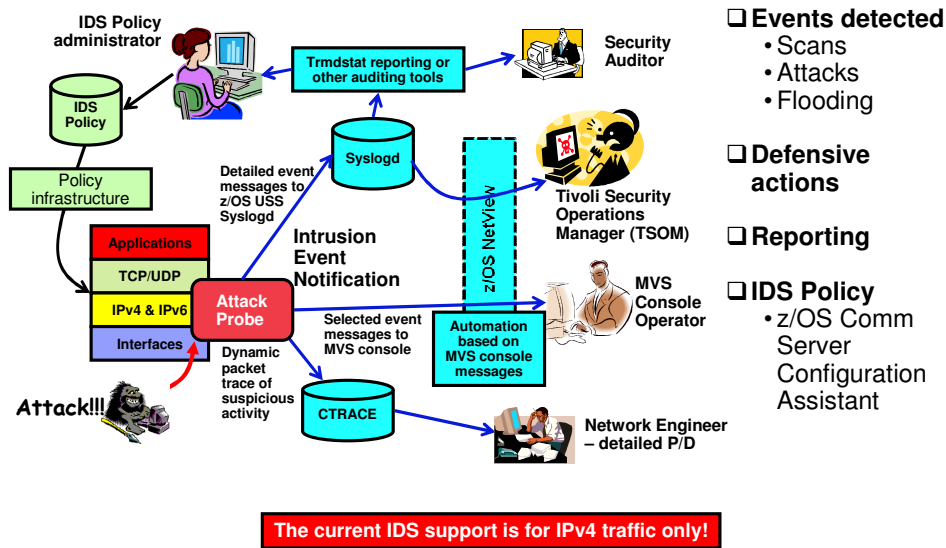 IDS Policy
administrator
Trmdstat reporting or
other auditing tools
Security
Auditor
IDS
Policy
Policy
infrastructure
Syslogd
Detailed event
messages to
z/OS USS
Syslogd
z/OS NetView
Tivoli Security
Operations
Manager (TSOM)
Intrusion
Event
Notification
Applications
TCP/UDP
IPv4 & IPv6
Interfaces
Attack
Probe
Selected event
messages to
MVS console
Automation
based on
MVS console
messages
MVS
Console
Operator
Dynamic
packet
trace of
suspicious
activity
Attack!!!
CTRACE
Network Engineer
– detailed P/D
❑ Events detected
• Scans
• Attacks
• Flooding
❑ Defensive
actions
❑ Reporting
❑ IDS Policy
• z/OS Comm
Server
Configuration
Assistant
The current IDS support is for IPv4 traffic only!